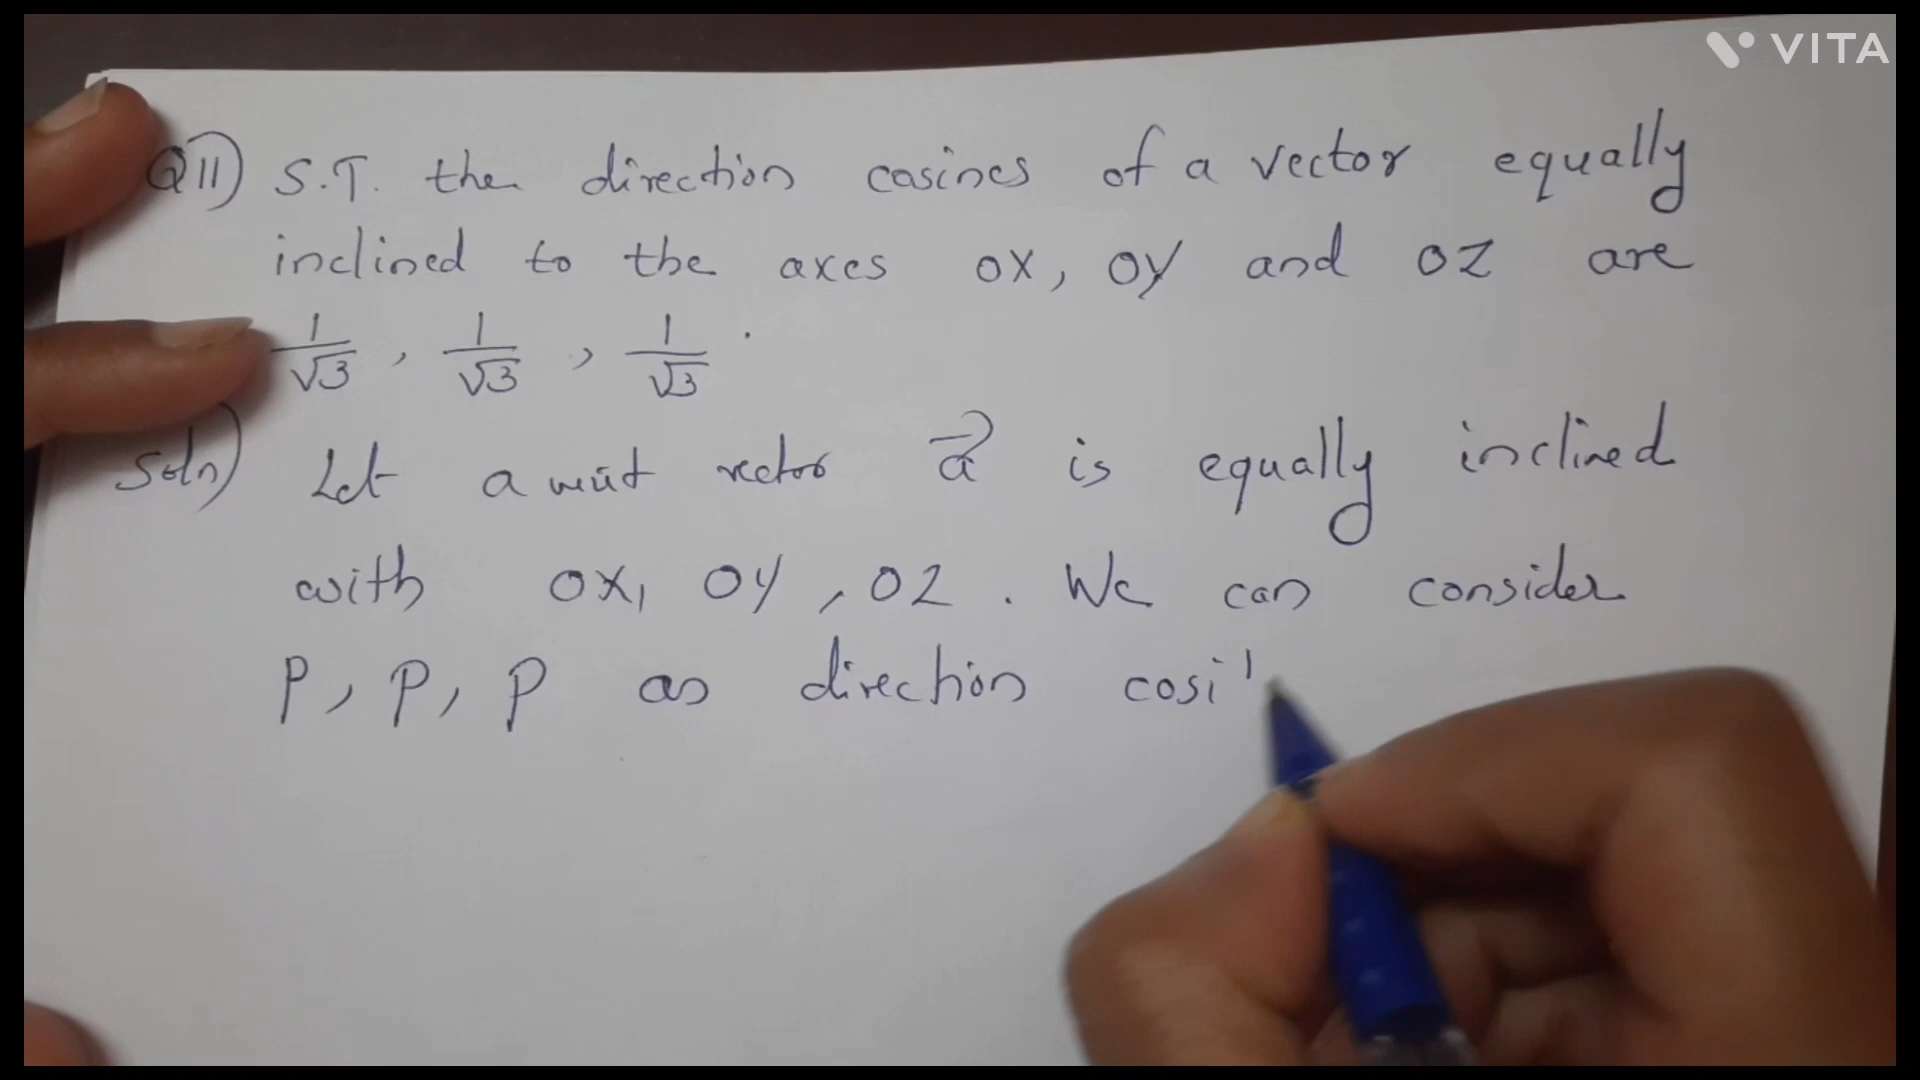 VITA
Q11) S.T. the direction cosines of a vector equally
inclined to the axes OX, OY and OZ are
1/√3, 1/√3, 1/√3.
Soln) Let a unit vector a⃗ is equally inclined
with OX, OY, OZ. We can consider
P, P, P as direction cosi